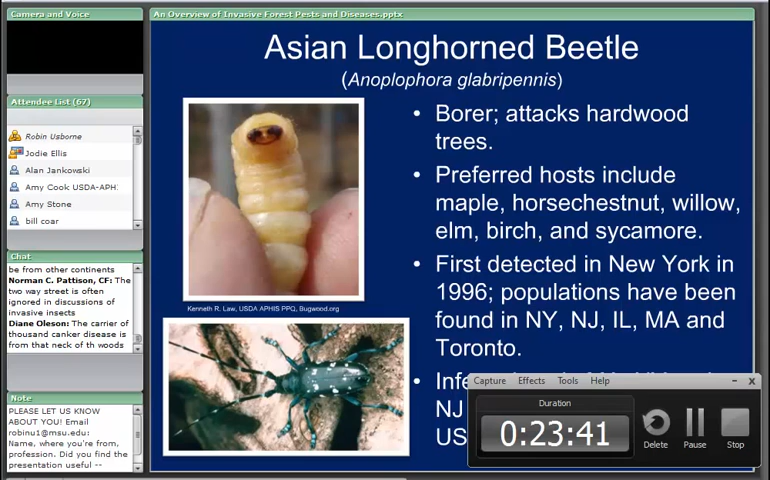 Camera and Voice
Attendee List (67)
Robin Usborne
Jodie Ellis
Alan Jankowski
Amy Cook USDA-APH
Amy Stone
bill coar
Chat
be from other continents
Norman C. Pattison, CF: The
two way street is often
ignored in discussions of
invasive insects
Diane Oleson: The carrier of
thousand canker disease is
from that neck of th woods
Note
PLEASE LET US KNOW
ABOUT YOU! Email
robinu1@msu.edu:
Name, where you're from,
profession. Did you find the
presentation useful --
An Overview of Invasive Forest Pests and Diseases.pptx
Asian Longhorned Beetle
(Anoplophora glabripennis)
• Borer; attacks hardwood
trees.
• Preferred hosts include
maple, horsechestnut, willow,
elm, birch, and sycamore.
• First detected in New York in
1996; populations have been
found in NY, NJ, IL, MA and
Toronto.
•
NJ
US
Kenneth R. Law, USDA APHIS PPQ, Bugwood.org
Capture Effects Tools Help
Duration
0:23:41
Delete Pause Stop